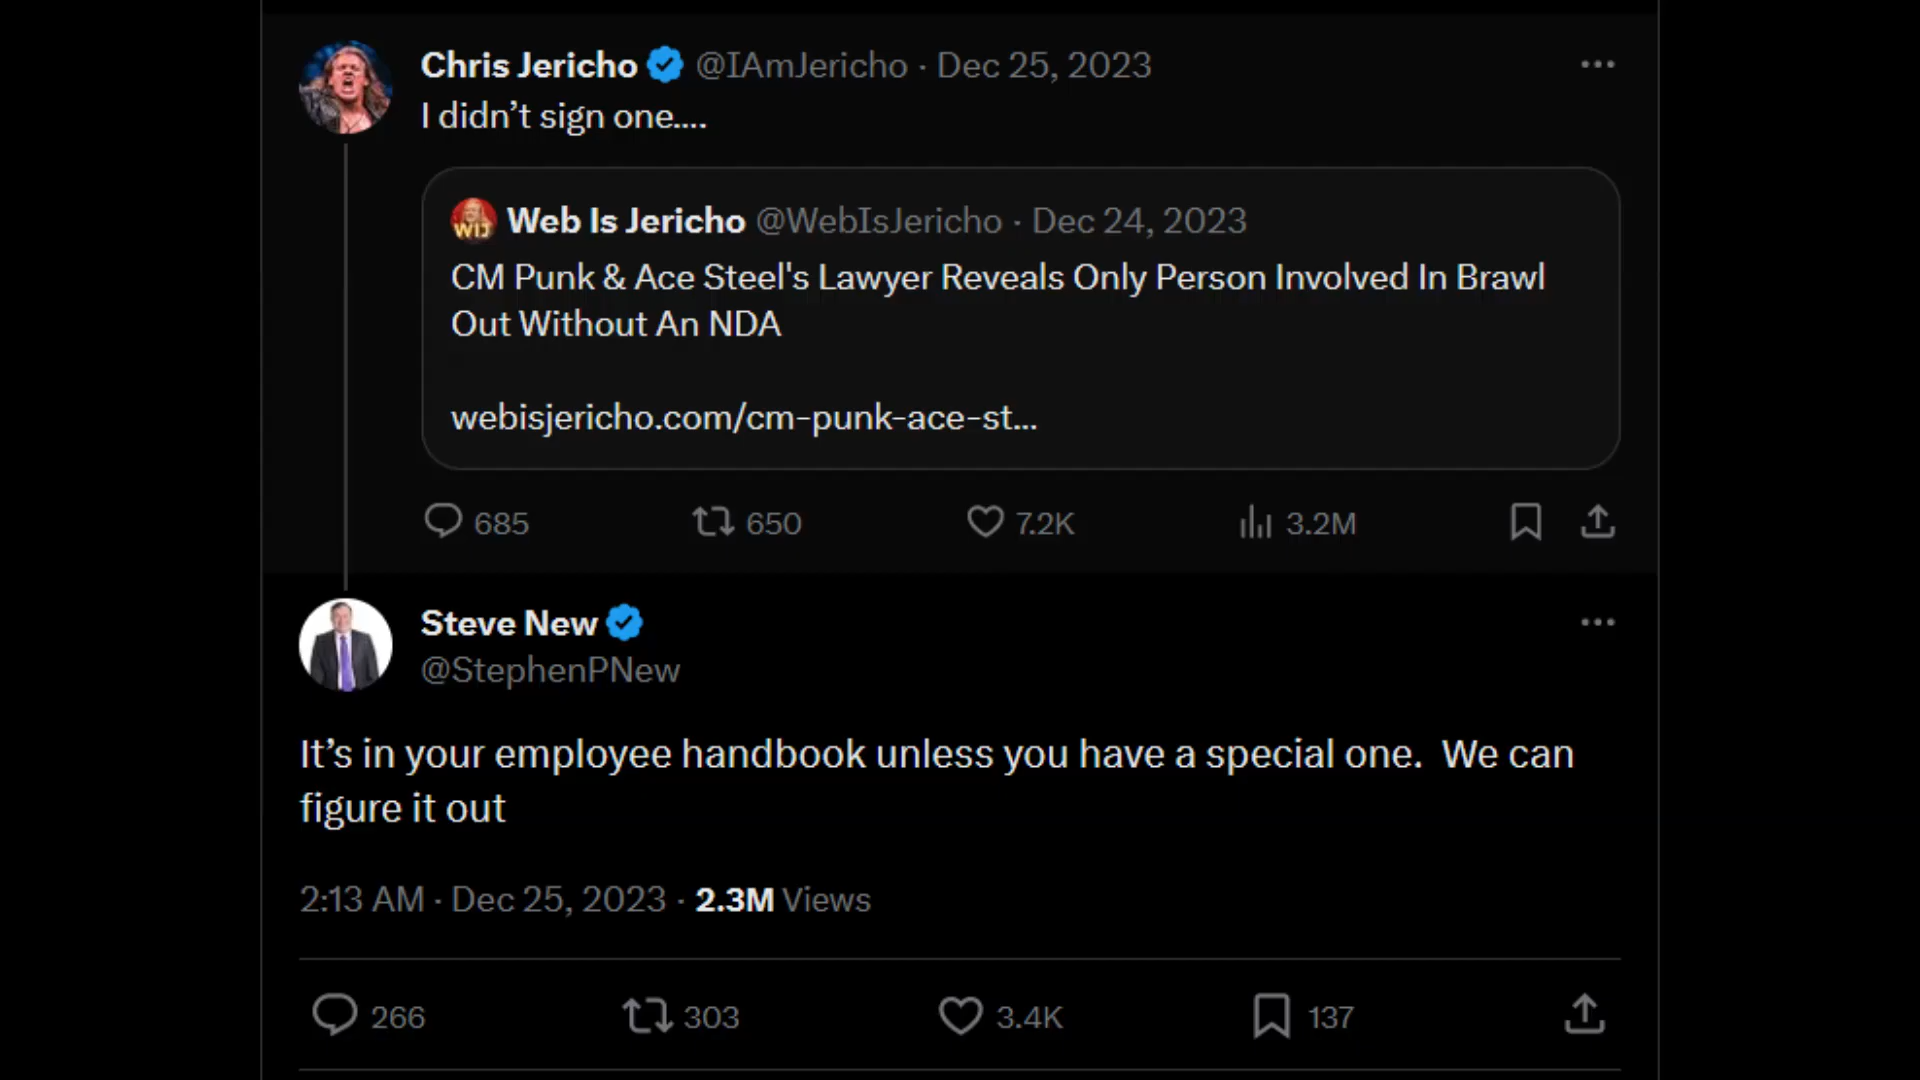 Chris Jericho @IAmJericho · Dec 25, 2023
I didn’t sign one....
WIJ Web Is Jericho @WebIsJericho · Dec 24, 2023
CM Punk & Ace Steel's Lawyer Reveals Only Person Involved In Brawl
Out Without An NDA
webisjericho.com/cm-punk-ace-st...
685 650 7.2K 3.2M
Steve New
@StephenPNew
It’s in your employee handbook unless you have a special one. We can
figure it out
2:13 AM · Dec 25, 2023 · 2.3M Views
266 303 3.4K 137